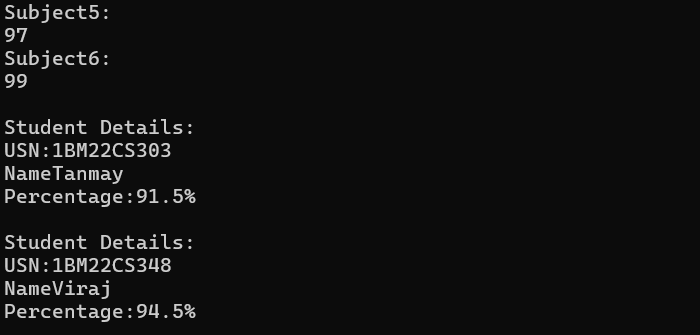 Subject5:
97
Subject6:
99
Student Details:
USN:1BM22CS303
NameTanmay
Percentage:91.5%
Student Details:
USN:1BM22CS348
NameViraj
Percentage:94.5%